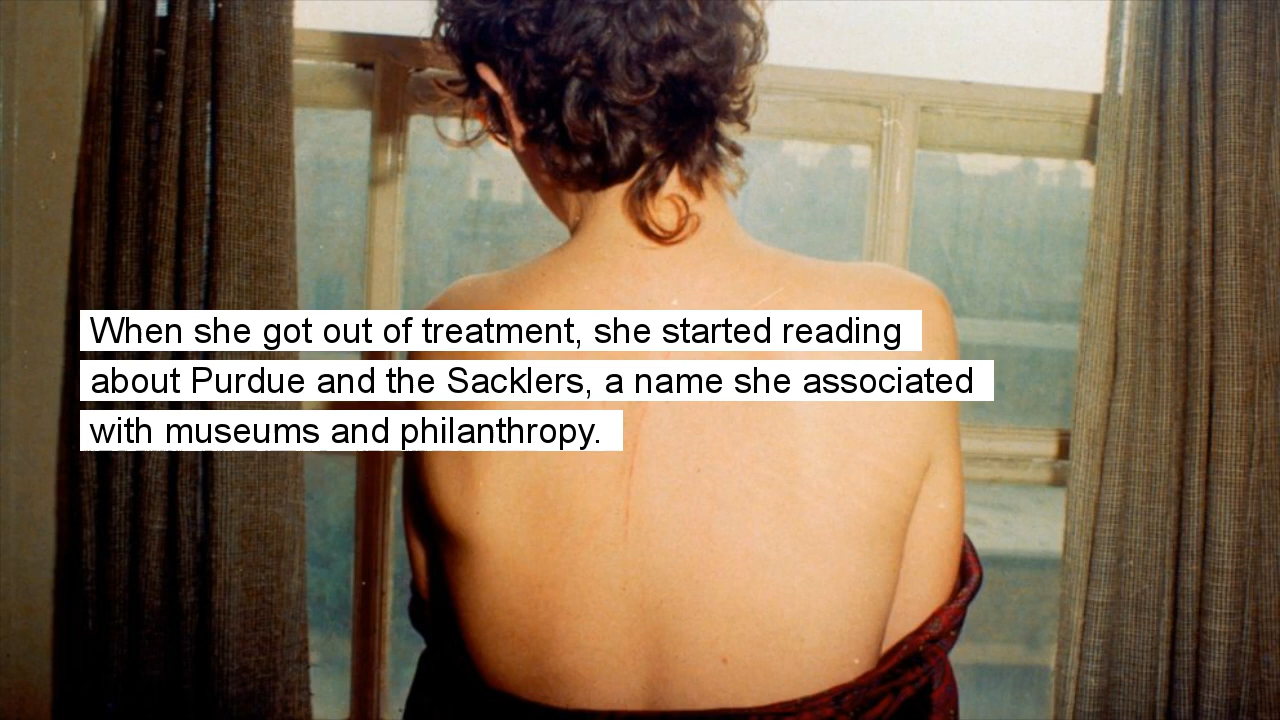 When she got out of treatment, she started reading
about Purdue and the Sacklers, a name she associated
with museums and philanthropy.